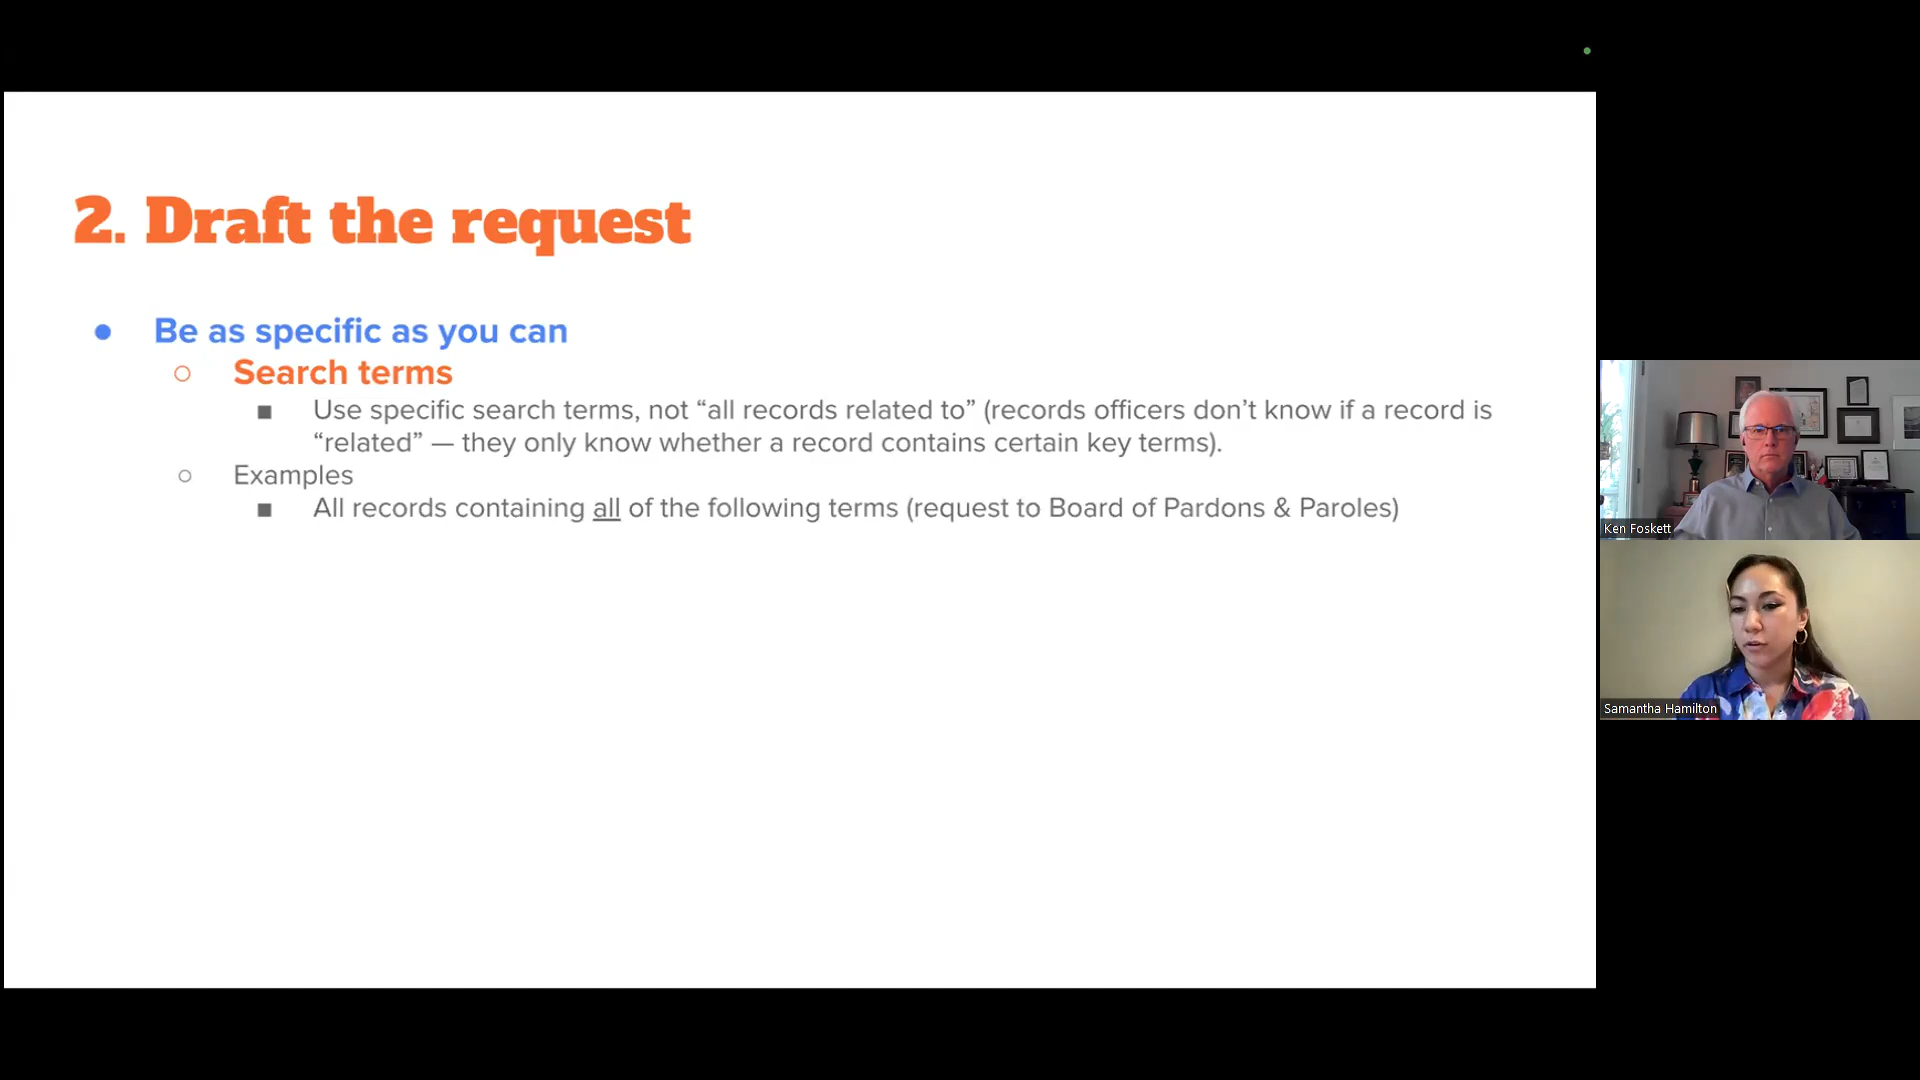 2. Draft the request
● Be as specific as you can
○ Search terms
■ Use specific search terms, not “all records related to” (records officers don’t know if a record is
“related” — they only know whether a record contains certain key terms).
○ Examples
■ All records containing all of the following terms (request to Board of Pardons & Paroles)
Ken Foskett
Samantha Hamilton